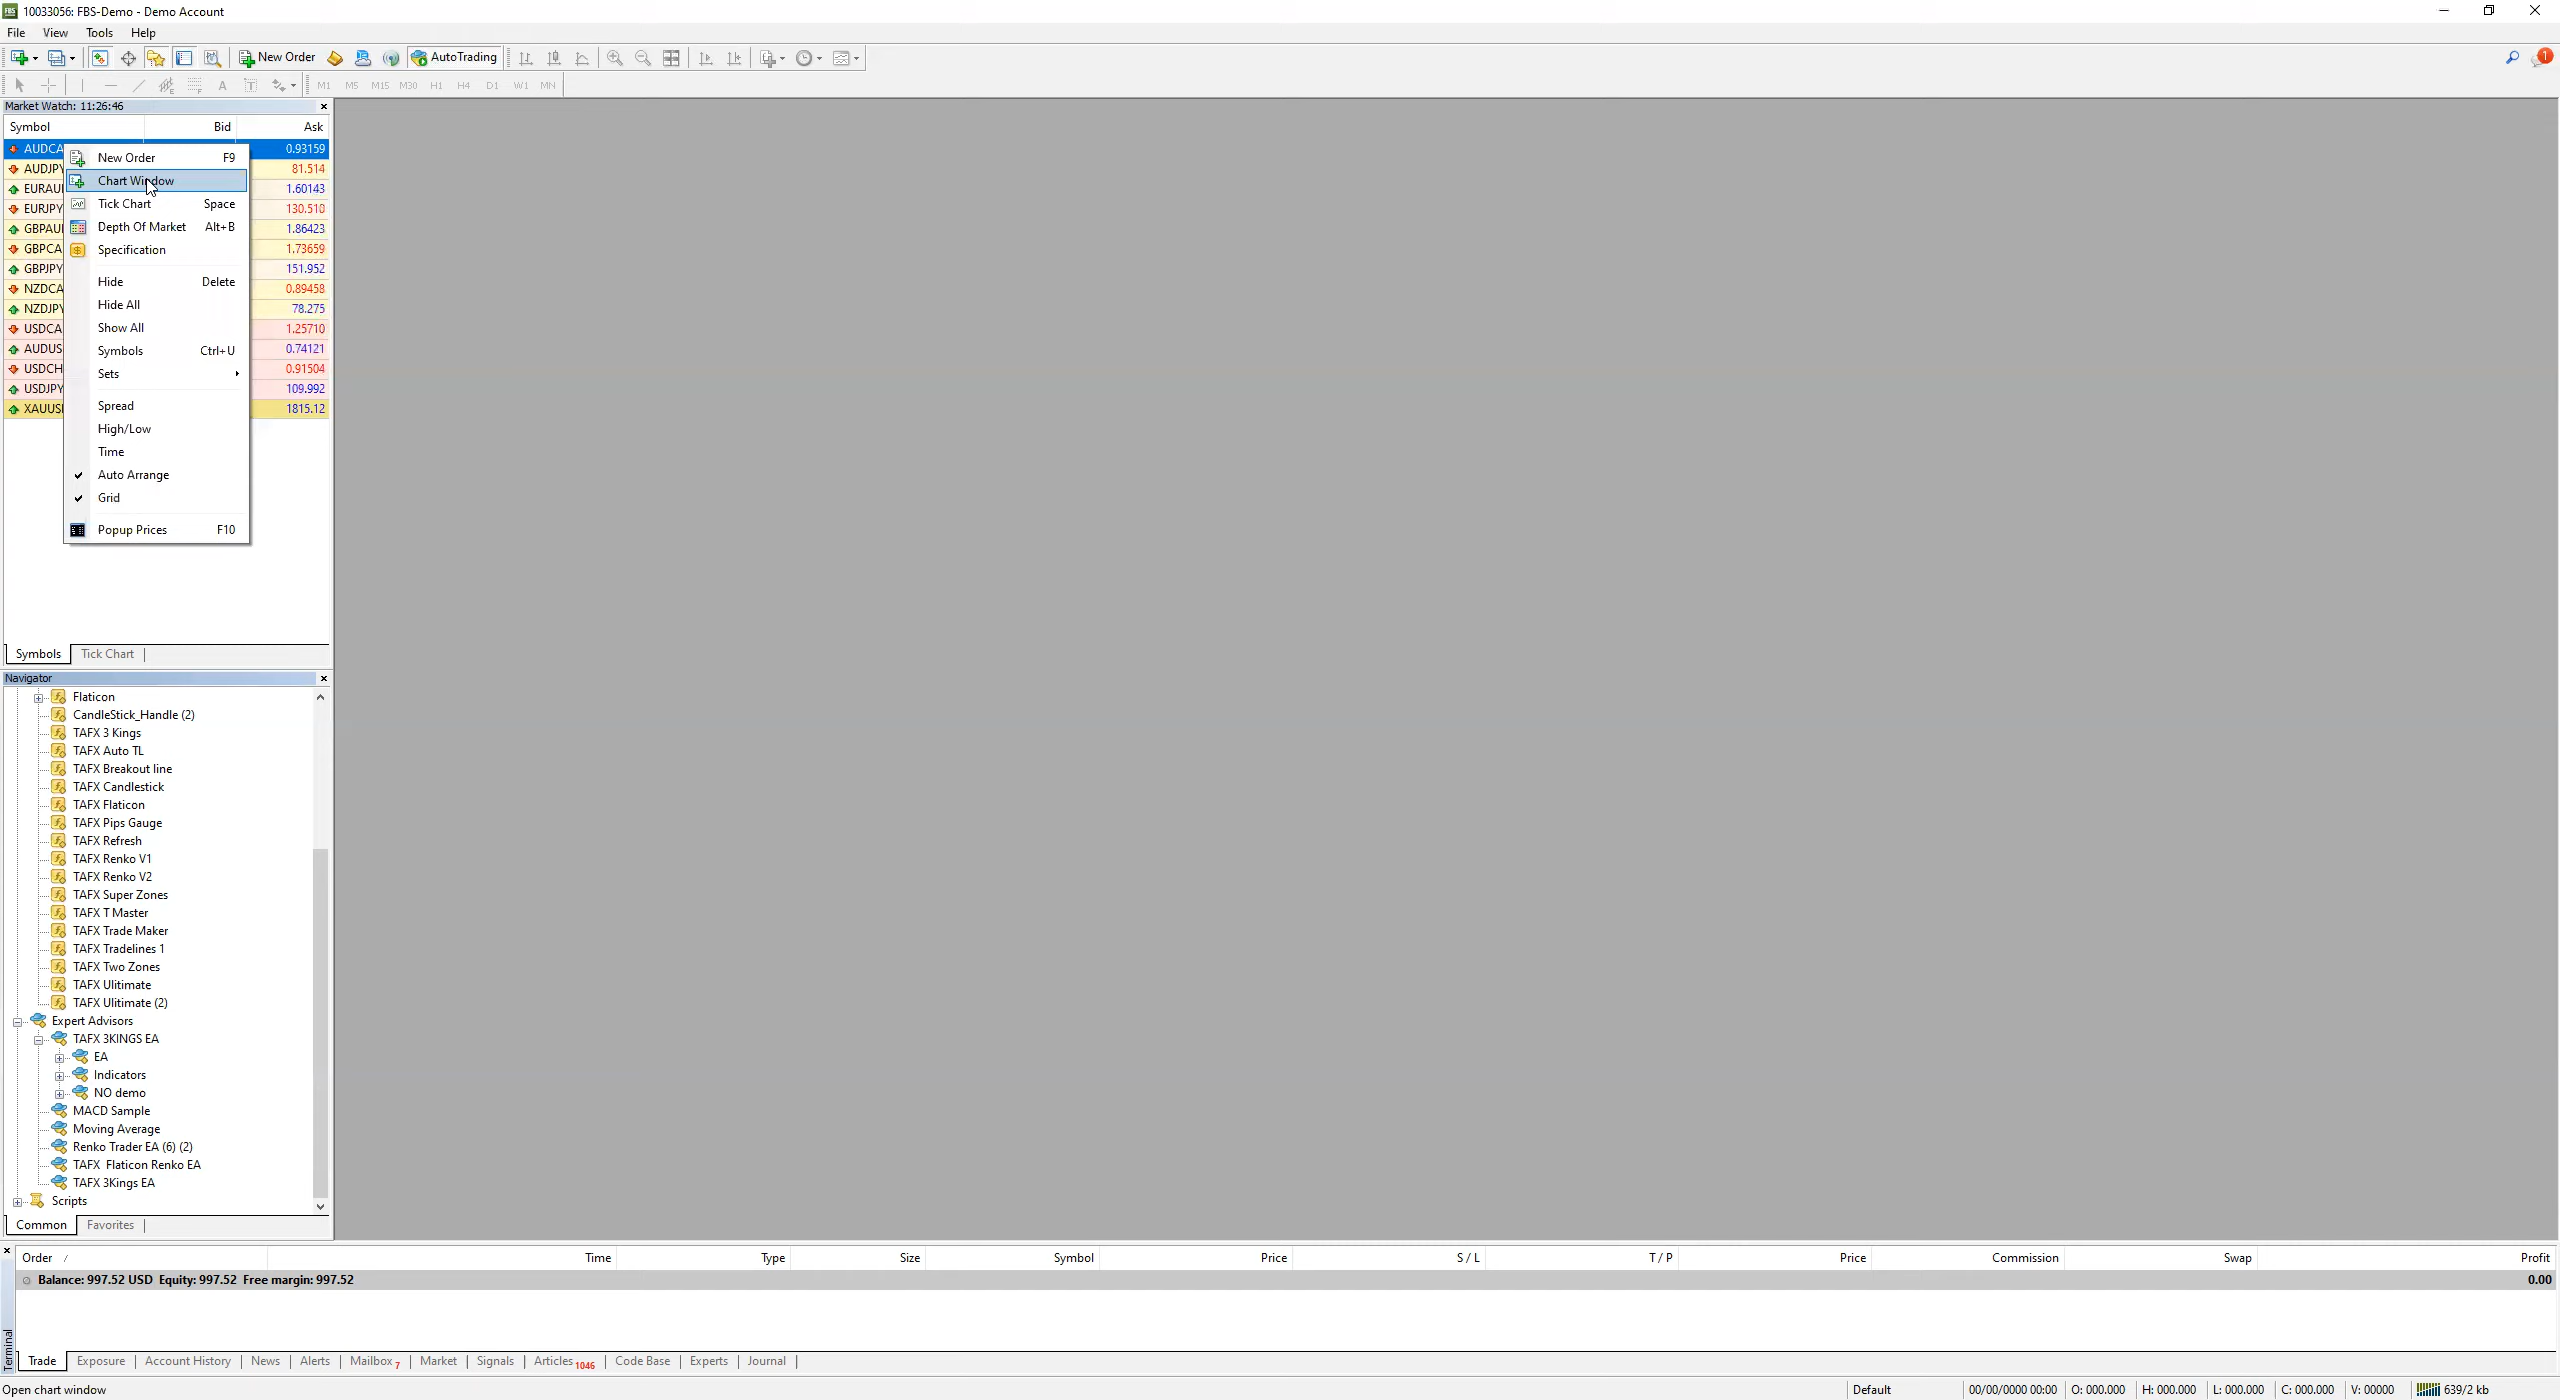 10033056: FBS-Demo - Demo Account
File View Tools Help
New Order AutoTrading 1
A T M1 M5 M15 M30 H1 H4 D1 W1 MN
Market Watch: 11:26:46
Symbol Bid Ask
AUDCA 0.93159
AUDJPY 81.514
EURAU 1.60143
EURJPY 130.510
GBPAU 1.86423
GBPCA 1.73659
GBPJPY 151.952
NZDCA 0.89458
NZDJPY 78.275
USDCA 1.25710
AUDUS 0.74121
USDCH 0.91504
USDJPY 109.992
XAUUS 1815.12
New Order F9
Chart Window
Tick Chart Space
Depth Of Market Alt+B
Specification
Hide Delete
Hide All
Show All
Symbols Ctrl+U
Sets
Spread
High/Low
Time
Auto Arrange
Grid
Popup Prices F10
Symbols Tick Chart
Navigator
Flaticon
CandleStick_Handle (2)
TAFX 3 Kings
TAFX Auto TL
TAFX Breakout line
TAFX Candlestick
TAFX Flaticon
TAFX Pips Gauge
TAFX Refresh
TAFX Renko V1
TAFX Renko V2
TAFX Super Zones
TAFX T Master
TAFX Trade Maker
TAFX Tradelines 1
TAFX Two Zones
TAFX Ulitimate
TAFX Ulitimate (2)
Expert Advisors
TAFX 3KINGS EA
EA
Indicators
NO demo
MACD Sample
Moving Average
Renko Trader EA (6) (2)
TAFX Flaticon Renko EA
TAFX 3Kings EA
Scripts
Common Favorites
Order / Time Type Size Symbol Price S / L T / P Price Commission Swap Profit
Balance: 997.52 USD Equity: 997.52 Free margin: 997.52 0.00
Terminal
Trade Exposure Account History News Alerts Mailbox 7 Market Signals Articles 1046 Code Base Experts Journal
Open chart window Default 00/00/0000 00:00 O: 000.000 H: 000.000 L: 000.000 C: 000.000 V: 00000 639/2 kb